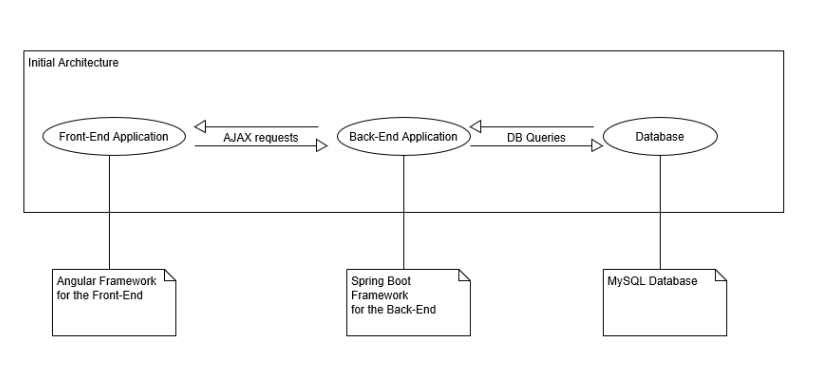 Initial Architecture
Front-End Application
AJAX requests
Back-End Application
DB Queries
Database
Angular Framework
for the Front-End
Spring Boot
Framework
for the Back-End
MySQL Database